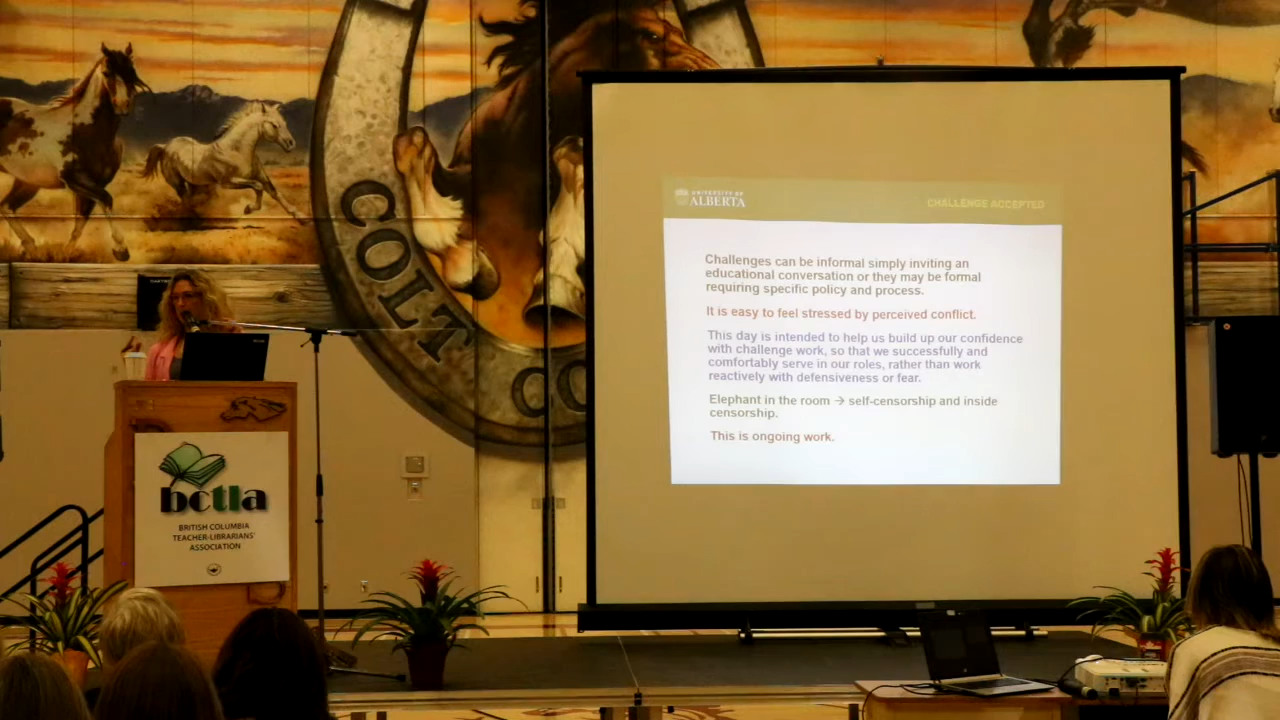 COLT
CO
UNIVERSITY OF
ALBERTA
CHALLENGE ACCEPTED
Challenges can be informal simply inviting an
educational conversation or they may be formal
requiring specific policy and process.
It is easy to feel stressed by perceived conflict.
This day is intended to help us build up our confidence
with challenge work, so that we successfully and
comfortably serve in our roles, rather than work
reactively with defensiveness or fear.
Elephant in the room → self-censorship and inside
censorship.
This is ongoing work.
bctla
BRITISH COLUMBIA
TEACHER-LIBRARIANS'
ASSOCIATION